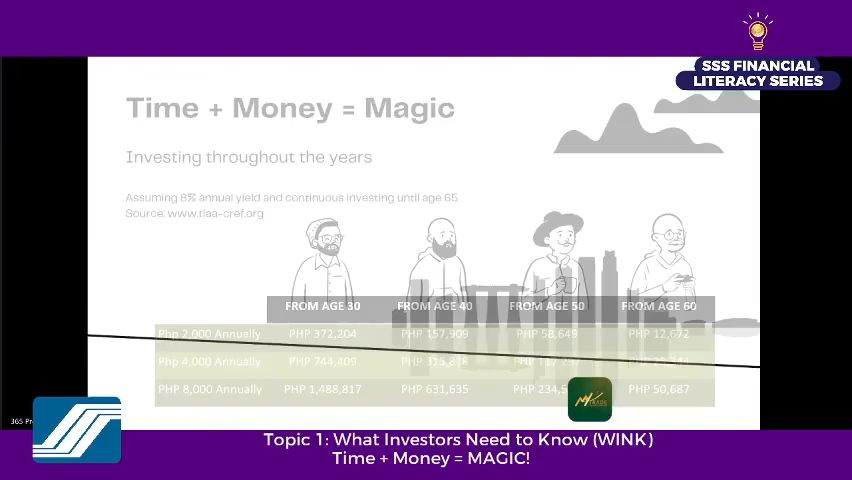 SSS FINANCIAL
LITERACY SERIES
Time + Money = Magic
Investing throughout the years
Assuming 8% annual yield and continuous investing until age 65
Source: www.tiaa-cref.org
FROM AGE 30 FROM AGE 40 FROM AGE 50 FROM AGE 60
Php 2,000 Annually PHP 372,204 PHP 157,909 PHP 58,649 PHP 12,672
Php 4,000 Annually PHP 744,409
PHP 8,000 Annually PHP 1,488,817 PHP 631,635 PHP 50,687
TRADE
Topic 1: What Investors Need to Know (WINK)
Time + Money = MAGIC!